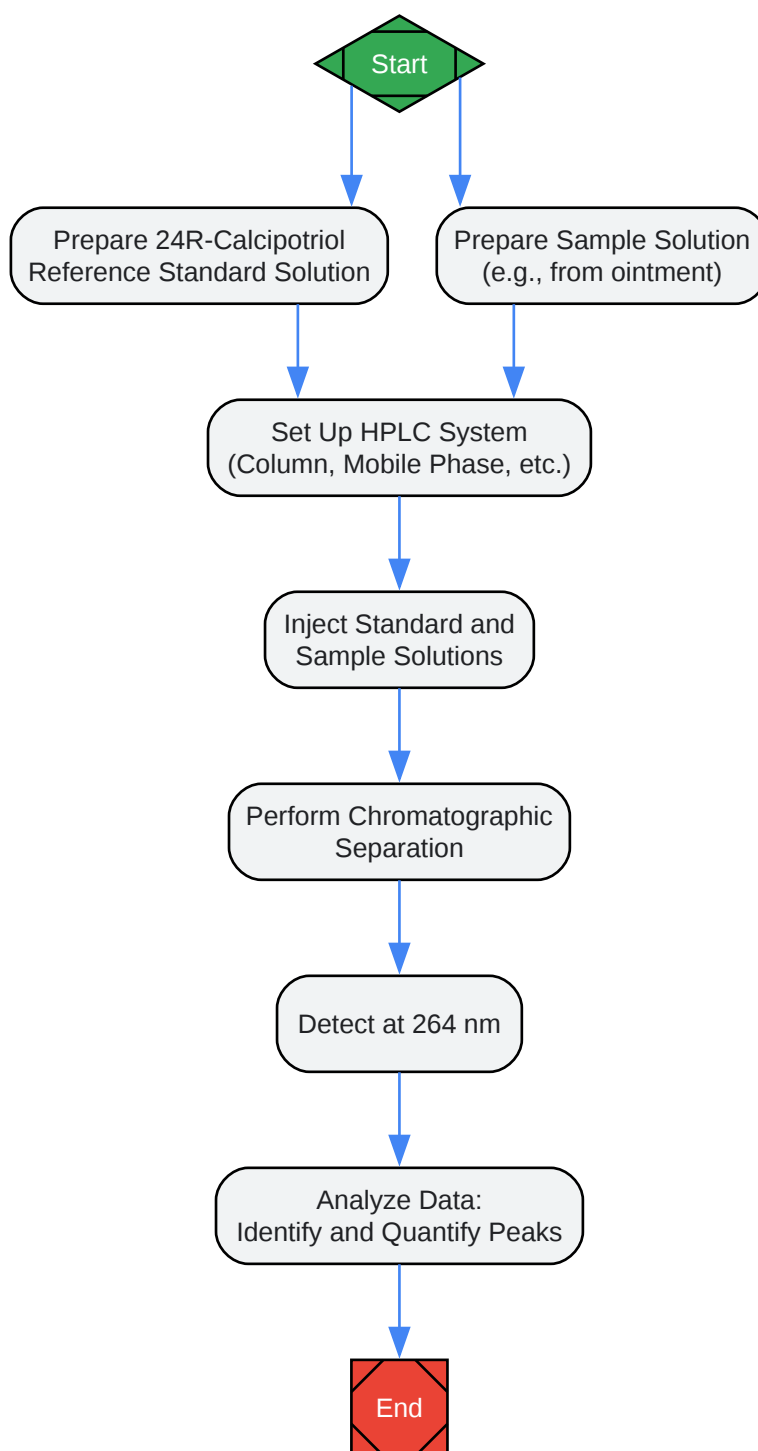 Start
Prepare 24R-Calcipotriol
Reference Standard Solution
Prepare Sample Solution
(e.g., from ointment)
Set Up HPLC System
(Column, Mobile Phase, etc.)
Inject Standard and
Sample Solutions
Perform Chromatographic
Separation
Detect at 264 nm
Analyze Data:
Identify and Quantify Peaks
End